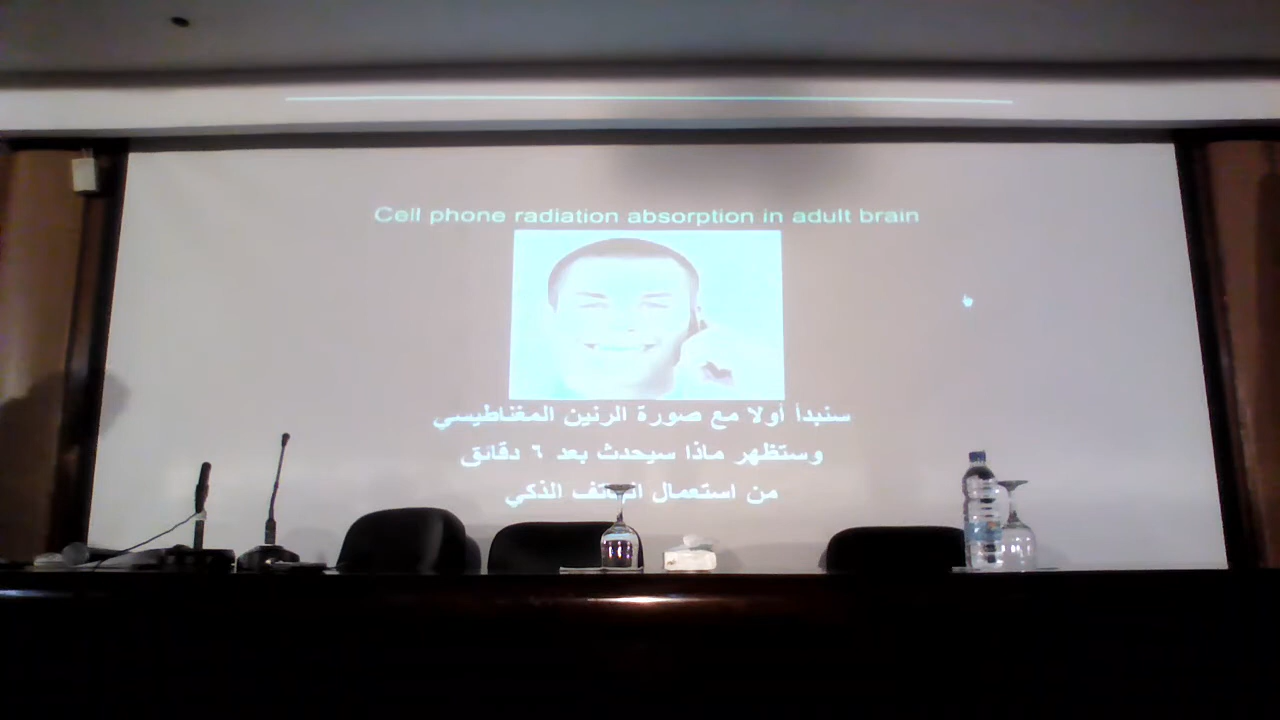 Cell phone radiation absorption in adult brain
سنبدأ أولا مع صورة الرنين المغناطيسي
وستظهر ماذا سيحدث بعد ٦ دقائق
من استعمال الهاتف الذكي